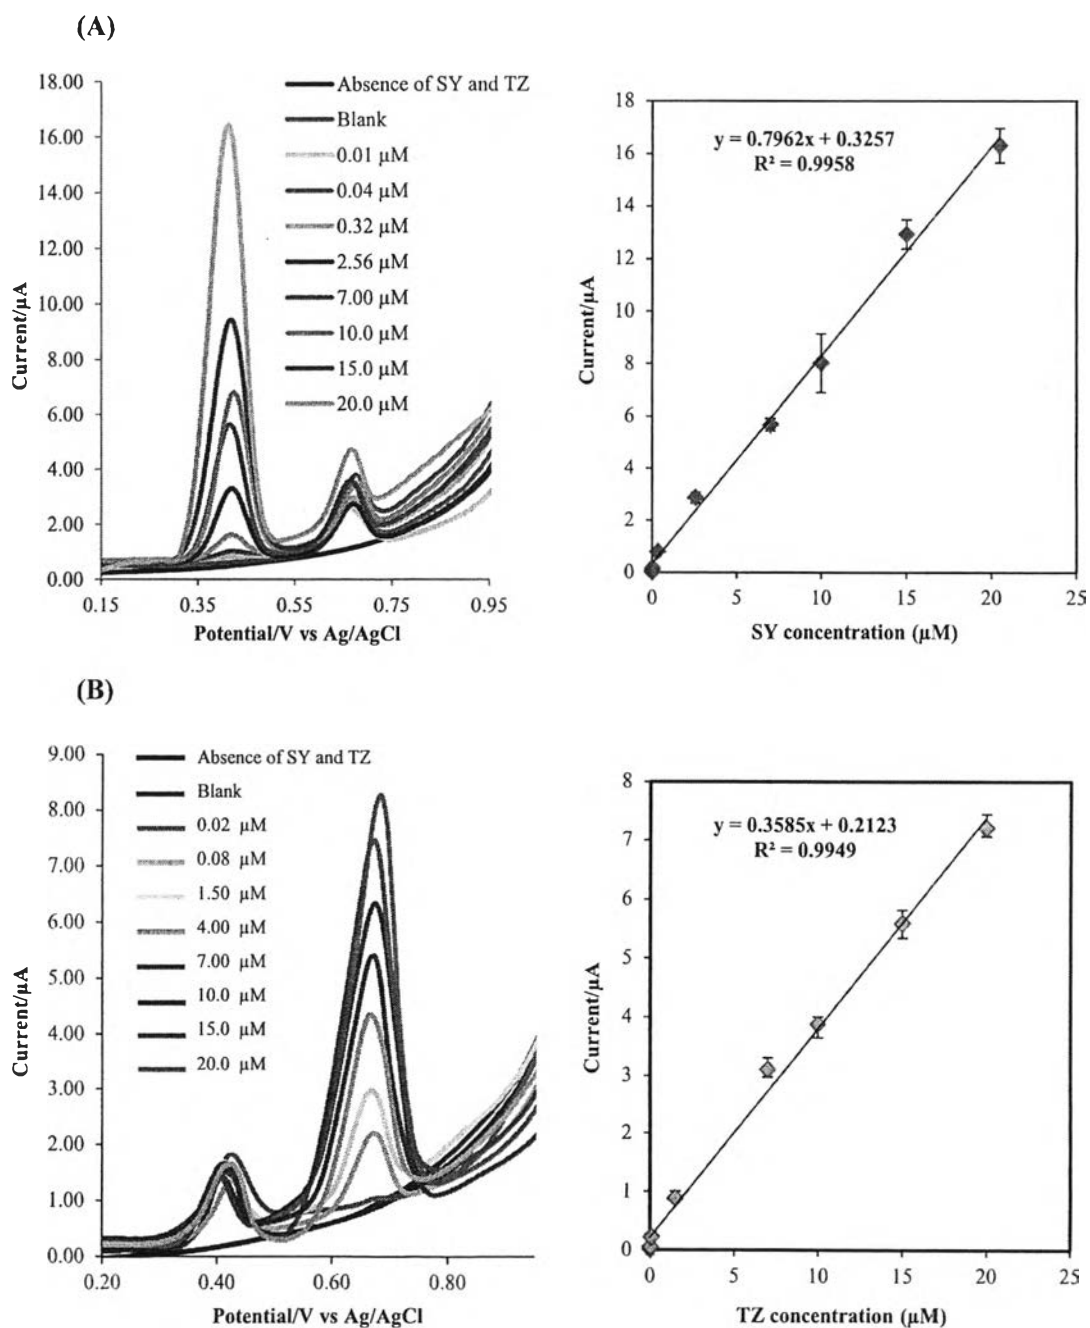 (A)
18.00
16.00
14.00
12.00
10.00
8.00
6.00
4.00
2.00
0.00
Current/µA
0.15
0.35
0.55
0.75
0.95
Potential/V vs Ag/AgCl
Absence of SY and TZ
Blank
0.01 µM
0.04 µM
0.32 µM
2.56 µM
7.00 µM
10.0 µM
15.0 µM
20.0 µM
18
16
14
12
10
8
6
4
2
0
Current/µA
y = 0.7962x + 0.3257
R² = 0.9958
0
5
10
15
20
25
SY concentration (µM)
(B)
9.00
8.00
7.00
6.00
5.00
4.00
3.00
2.00
1.00
0.00
Current/µA
0.20
0.40
0.60
0.80
Potential/V vs Ag/AgCl
Absence of SY and TZ
Blank
0.02 µM
0.08 µM
1.50 µM
4.00 µM
7.00 µM
10.0 µM
15.0 µM
20.0 µM
8
7
6
5
4
3
2
1
0
Current/µA
y = 0.3585x + 0.2123
R² = 0.9949
0
5
10
15
20
25
TZ concentration (µM)